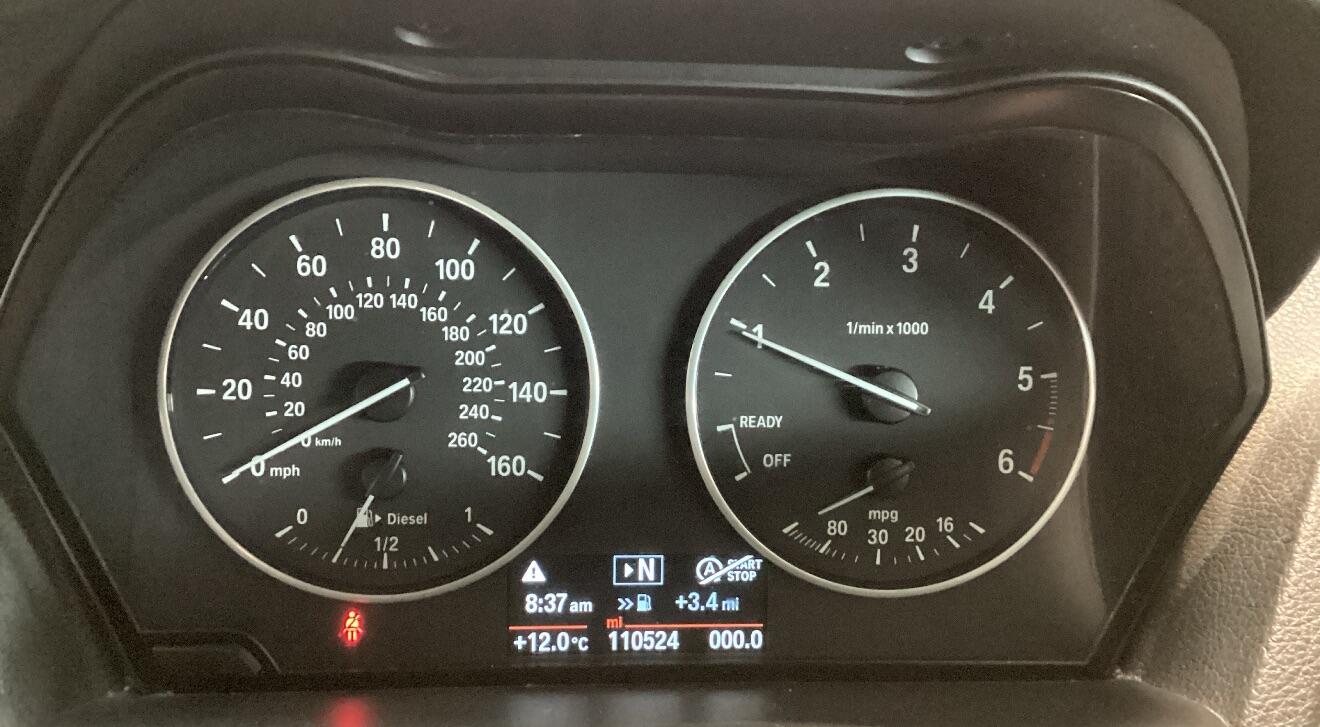 80
60
100
40
120
20
140
0 mph
160
120 140
100
160
80
180
60
200
40
220
20
240
0 km/h
260
0
Diesel
1
1/2
3
2
4
1
1/min x 1000
5
READY
OFF
6
mpg
80
30
20
16
▶N
A START STOP
8:37 am
>>
+3.4 mi
mi
+12.0°C
110524
000.0